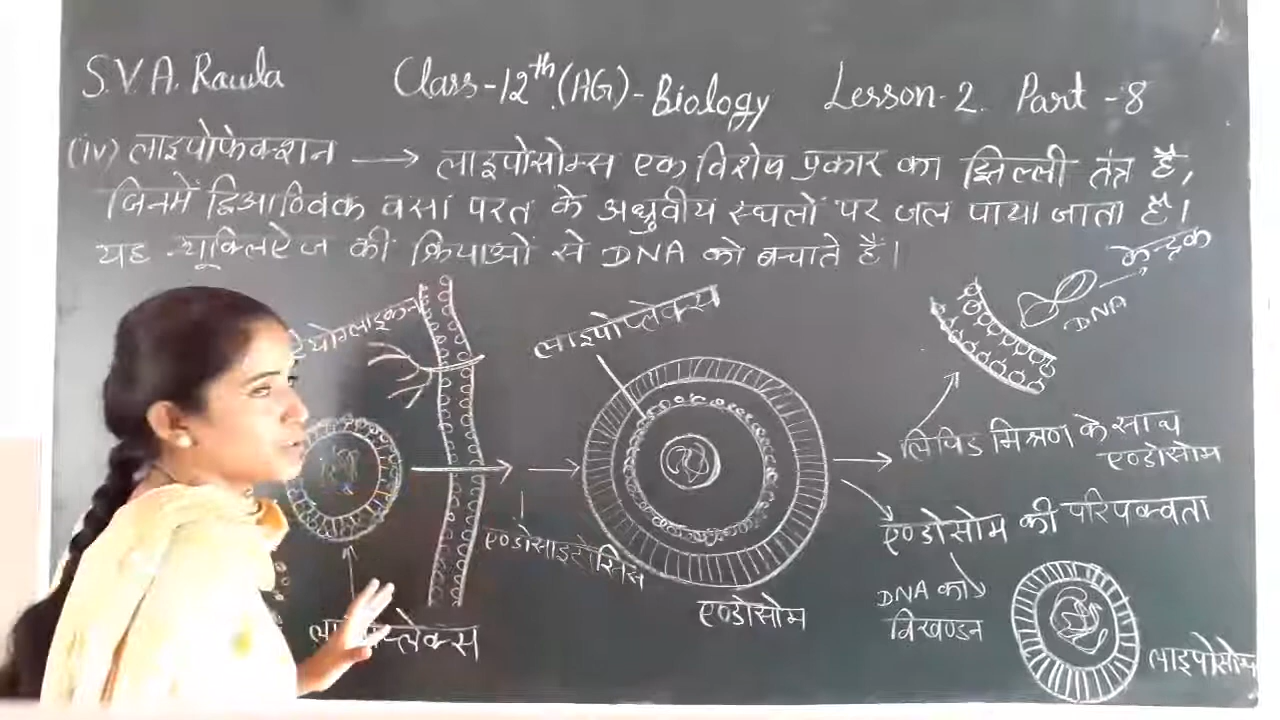 S.V.A. Rawla Class-12th.(AG)-Biology Lesson-2. Part-8
(iv) लाइपोफेक्शन → लाइपोसोम्स एक विशेष प्रकार का झिल्ली तंत्र है,
जिनमें द्विआण्विक वसा परत के अध्रुवीय स्थलों पर जल पाया जाता है।
यह न्यूक्लिऐज की क्रियाओ से DNA को बचाते है।
केन्द्रक
DNA
लाइपोप्लेक्स
लिपिड मिश्रण के साथ
एण्डोसोम
एण्डोसोम की परिपक्वता
एण्डोसाइटोसिस
DNA का
विखण्डन
एण्डोसोम
लाइपोसोम